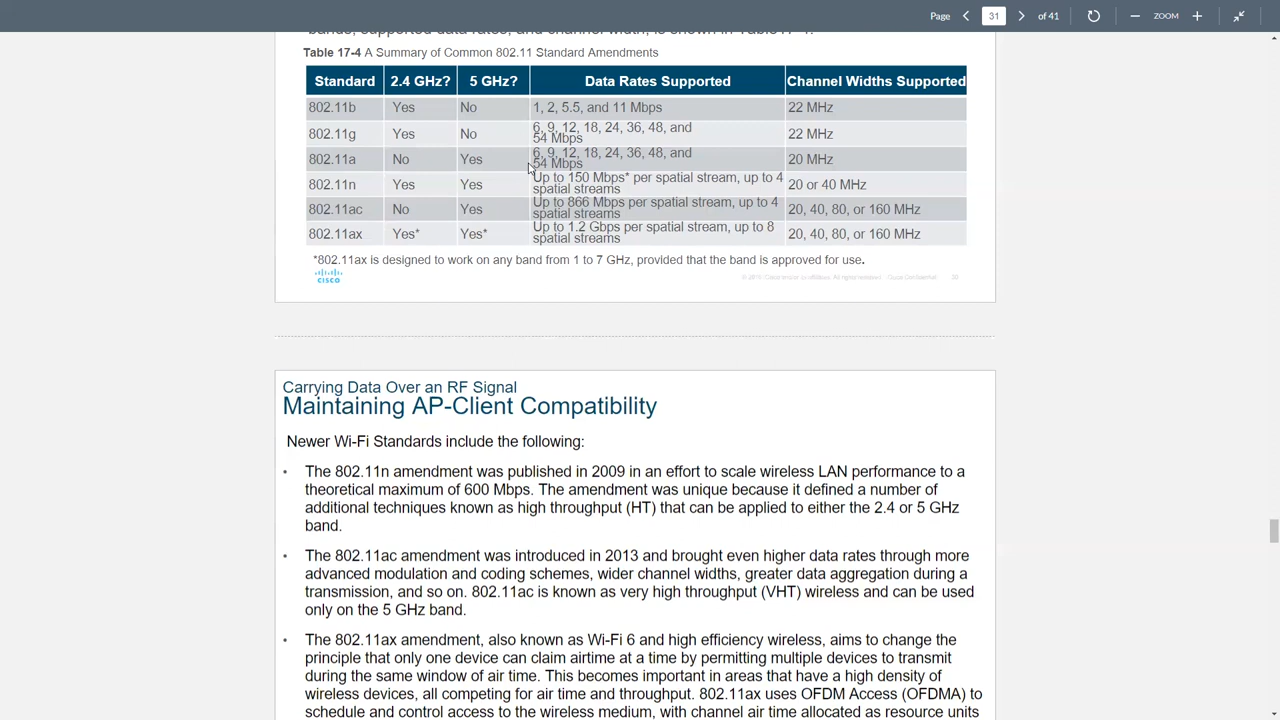 Page 31 of 41 ZOOM
Table 17-4 A Summary of Common 802.11 Standard Amendments
Standard 2.4 GHz? 5 GHz? Data Rates Supported Channel Widths Supported
802.11b Yes No 1, 2, 5.5, and 11 Mbps 22 MHz
802.11g Yes No 6, 9, 12, 18, 24, 36, 48, and 54 Mbps 22 MHz
802.11a No Yes 6, 9, 12, 18, 24, 36, 48, and 54 Mbps 20 MHz
802.11n Yes Yes Up to 150 Mbps* per spatial stream, up to 4 spatial streams 20 or 40 MHz
802.11ac No Yes Up to 866 Mbps per spatial stream, up to 4 spatial streams 20, 40, 80, or 160 MHz
802.11ax Yes* Yes* Up to 1.2 Gbps per spatial stream, up to 8 spatial streams 20, 40, 80, or 160 MHz
*802.11ax is designed to work on any band from 1 to 7 GHz, provided that the band is approved for use.
CISCO
Carrying Data Over an RF Signal
Maintaining AP-Client Compatibility
Newer Wi-Fi Standards include the following:
• The 802.11n amendment was published in 2009 in an effort to scale wireless LAN performance to a
theoretical maximum of 600 Mbps. The amendment was unique because it defined a number of
additional techniques known as high throughput (HT) that can be applied to either the 2.4 or 5 GHz
band.
• The 802.11ac amendment was introduced in 2013 and brought even higher data rates through more
advanced modulation and coding schemes, wider channel widths, greater data aggregation during a
transmission, and so on. 802.11ac is known as very high throughput (VHT) wireless and can be used
only on the 5 GHz band.
• The 802.11ax amendment, also known as Wi-Fi 6 and high efficiency wireless, aims to change the
principle that only one device can claim airtime at a time by permitting multiple devices to transmit
during the same window of air time. This becomes important in areas that have a high density of
wireless devices, all competing for air time and throughput. 802.11ax uses OFDM Access (OFDMA) to
schedule and control access to the wireless medium, with channel air time allocated as resource units